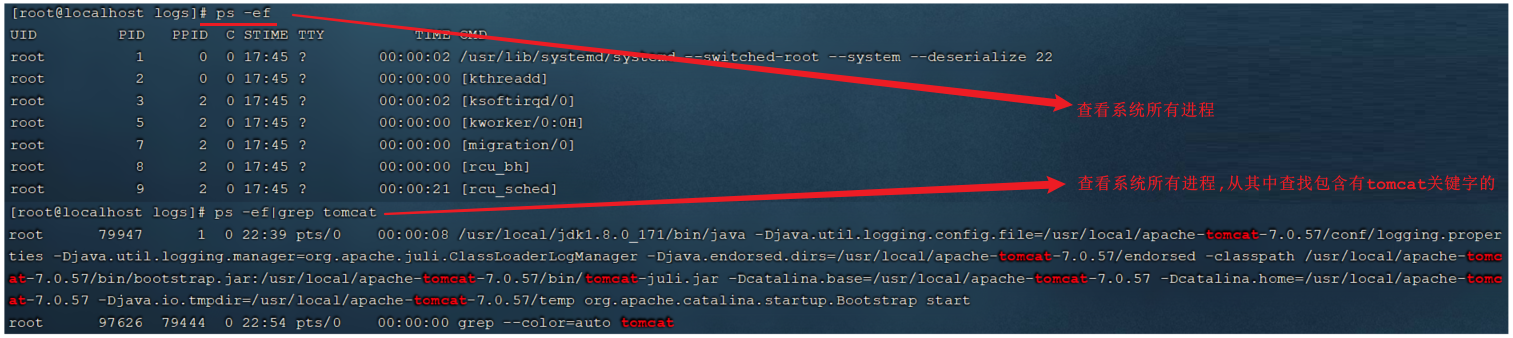 [root@localhost logs]# ps -ef
UID PID PPID C STIME TTY TIME CMD
root 1 0 0 17:45 ? 00:00:02 /usr/lib/systemd/systemd --switched-root --system --deserialize 22
root 2 0 0 17:45 ? 00:00:00 [kthreadd]
root 3 2 0 17:45 ? 00:00:02 [ksoftirqd/0]
查看系统所有进程
root 5 2 0 17:45 ? 00:00:00 [kworker/0:0H]
root 7 2 0 17:45 ? 00:00:00 [migration/0]
root 8 2 0 17:45 ? 00:00:00 [rcu_bh]
root 9 2 0 17:45 ? 00:00:21 [rcu_sched]
查看系统所有进程,从其中查找包含有tomcat关键字的
[root@localhost logs]# ps -ef|grep tomcat
root 79947 1 0 22:39 pts/0 00:00:08 /usr/local/jdk1.8.0_171/bin/java -Djava.util.logging.config.file=/usr/local/apache-tomcat-7.0.57/conf/logging.proper
ties -Djava.util.logging.manager=org.apache.juli.ClassLoaderLogManager -Djava.endorsed.dirs=/usr/local/apache-tomcat-7.0.57/endorsed -classpath /usr/local/apache-tomc
at-7.0.57/bin/bootstrap.jar:/usr/local/apache-tomcat-7.0.57/bin/tomcat-juli.jar -Dcatalina.base=/usr/local/apache-tomcat-7.0.57 -Dcatalina.home=/usr/local/apache-tomc
at-7.0.57 -Djava.io.tmpdir=/usr/local/apache-tomcat-7.0.57/temp org.apache.catalina.startup.Bootstrap start
root 97626 79444 0 22:54 pts/0 00:00:00 grep --color=auto tomcat